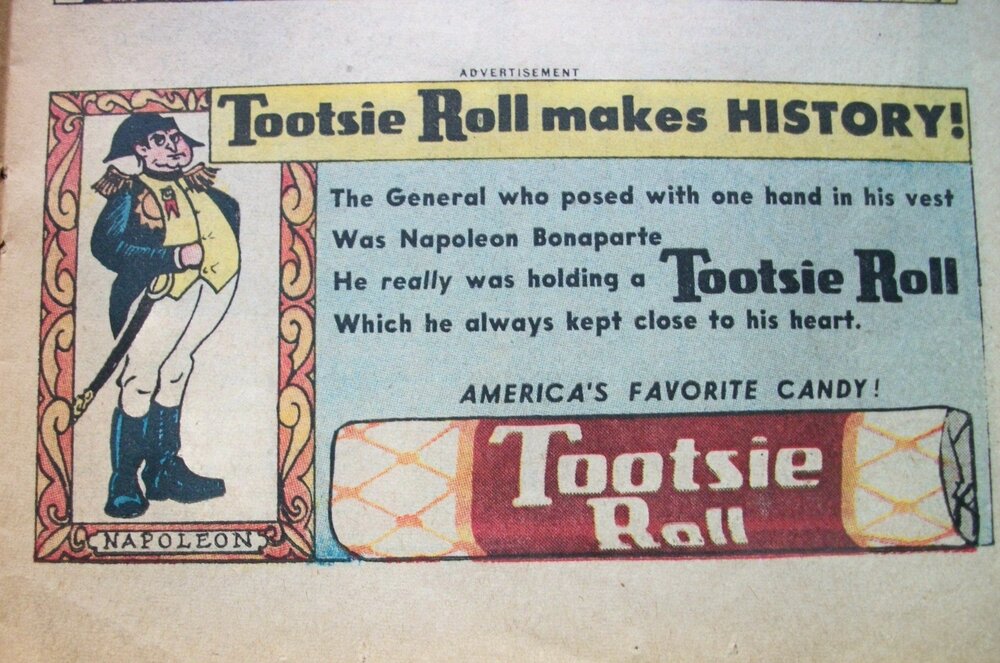 ADVERTISEMENT
Tootsie Roll makes HISTORY!
The General who posed with one hand in his vest
Was Napoleon Bonaparte
He really was holding a Tootsie Roll
Which he always kept close to his heart.
AMERICA'S FAVORITE CANDY!
Tootsie
Roll
NAPOLEON